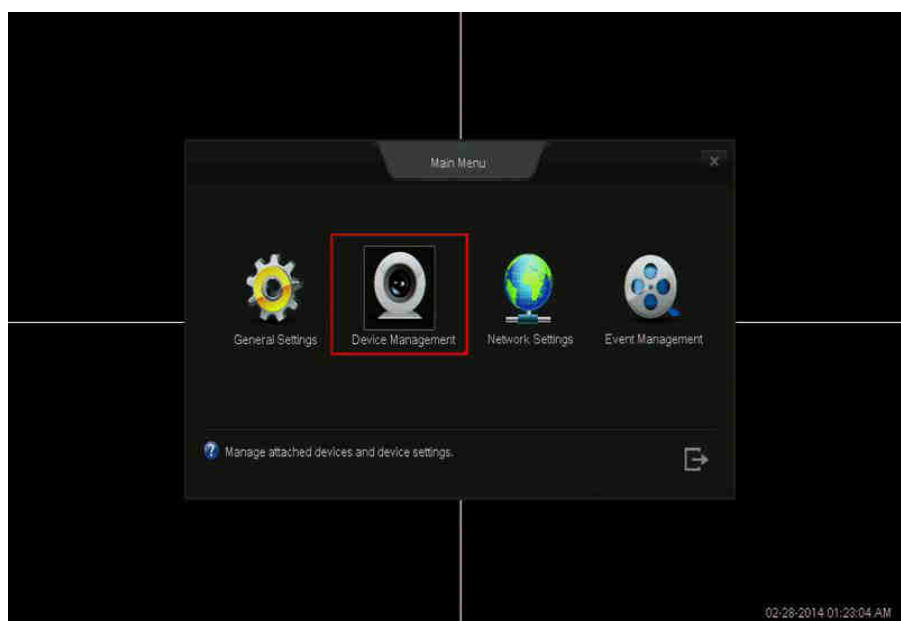 Main Menu
General Settings
Device Management
Network Settings
Event Management
Manage attached devices and device settings.
02-28-2014 01:23:04 AM